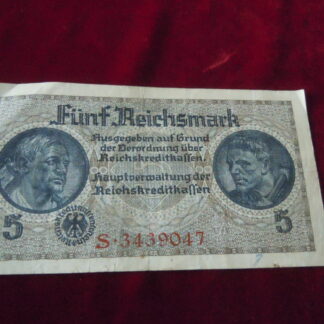 Fünf Reichsmark
Ausgegeben auf Grund
der Verordnung über
Reichskreditkassen.
Hauptverwaltung der
Reichskreditkassen
5
5
S·3439047